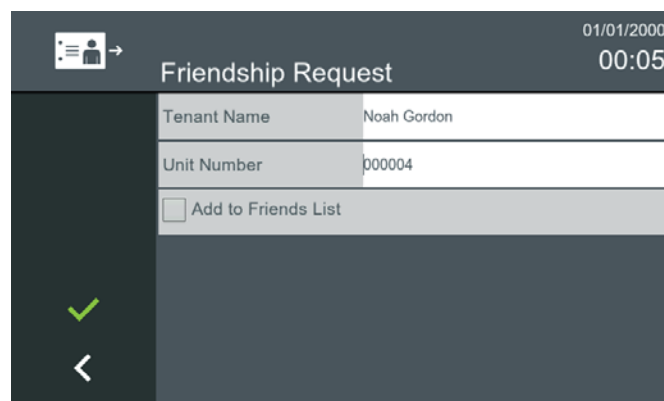 01/01/2000
00:05
Friendship Request
Tenant Name
Noah Gordon
Unit Number
000004
Add to Friends List